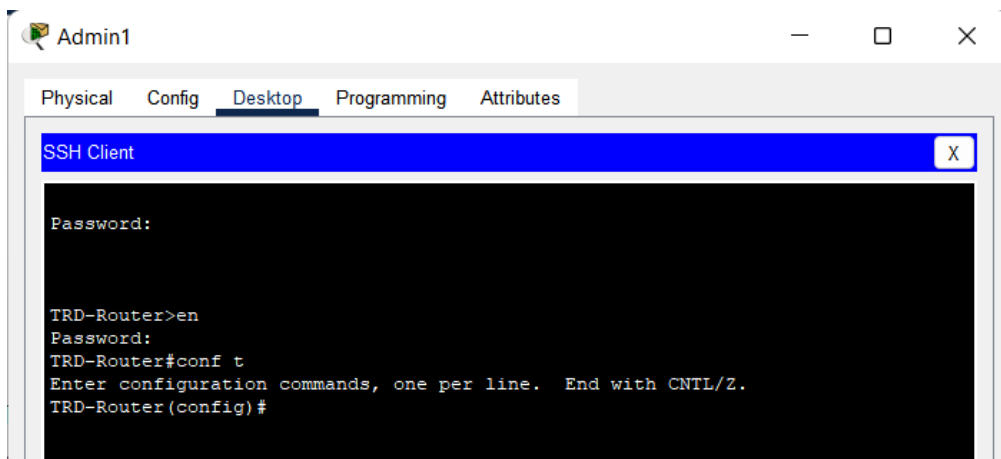 Admin1
Physical Config Desktop Programming Attributes
SSH Client
X
Password:
TRD-Router>en
Password:
TRD-Router#conf t
Enter configuration commands, one per line.  End with CNTL/Z.
TRD-Router(config)#